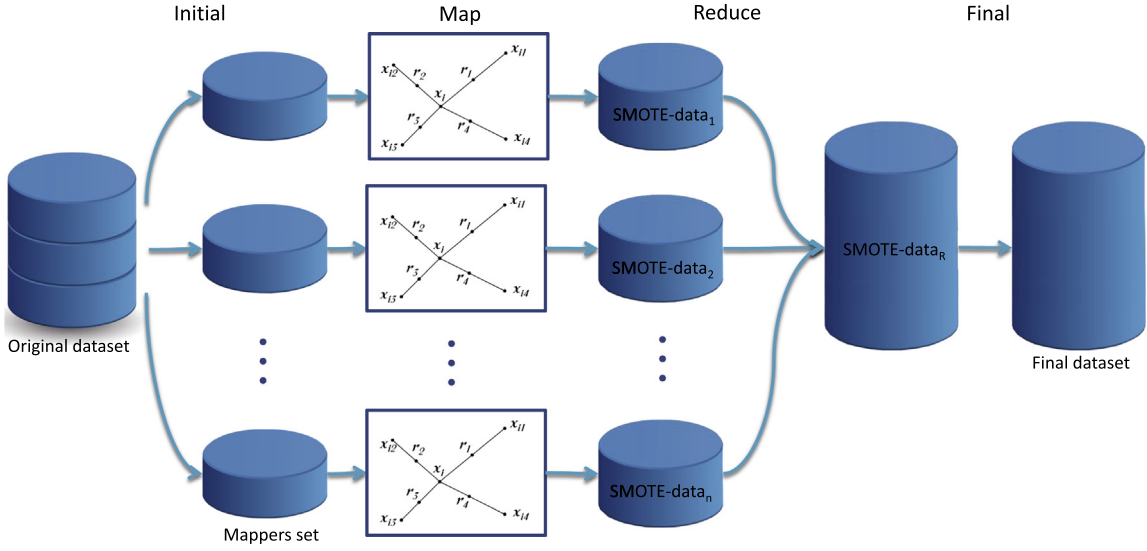 Initial Map Reduce Final
x_i1
x_i2 r_2 r_1
x_i
r_3 r_4
x_i3 x_i4
SMOTE-data_1
x_i1
x_i2 r_2 r_1
x_i
r_3 r_4
x_i3 x_i4
SMOTE-data_2
SMOTE-data_R
Original dataset
Final dataset
x_i1
x_i2 r_2 r_1
x_i
r_3 r_4
x_i3 x_i4
SMOTE-data_n
Mappers set